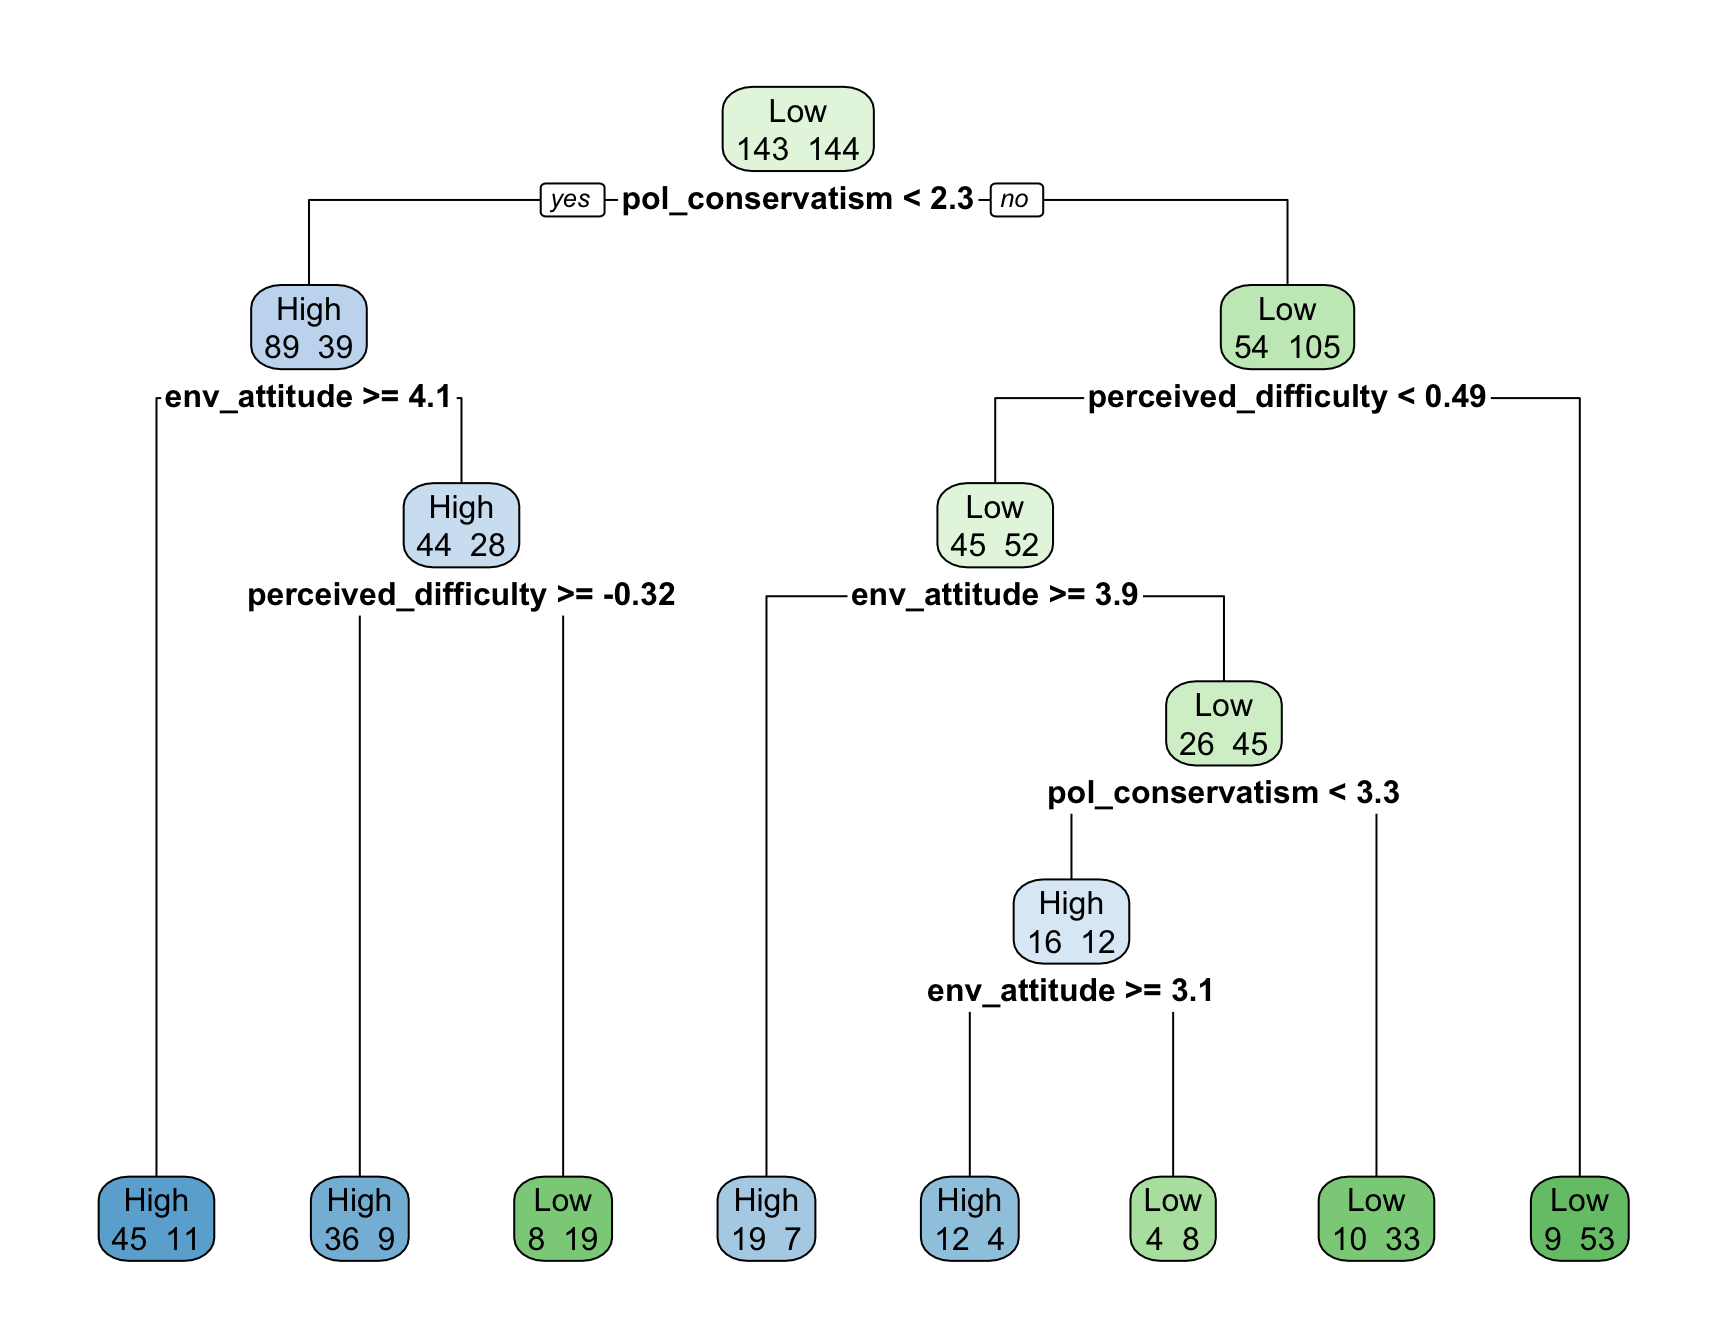 Low
143 144
yes pol_conservatism < 2.3 no
High
89 39
Low
54 105
env_attitude >= 4.1
perceived_difficulty < 0.49
High
44 28
Low
45 52
perceived_difficulty >= -0.32
env_attitude >= 3.9
Low
26 45
pol_conservatism < 3.3
High
16 12
env_attitude >= 3.1
High
45 11
High
36 9
Low
8 19
High
19 7
High
12 4
Low
4 8
Low
10 33
Low
9 53